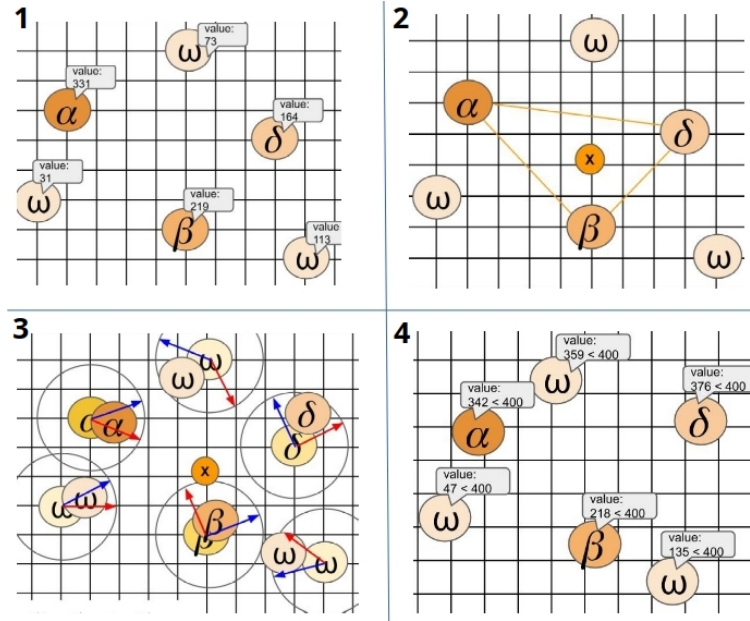 1
ω
value:
73
value:
331
α
value:
164
δ
value:
31
ω
value:
219
β
value
113
ω
2
ω
α
δ
x
ω
β
ω
3
ω
ω
α
α
δ
δ
x
ω
ω
β
β
ω
ω
4
value:
359 < 400
ω
value:
342 < 400
α
value:
376 < 400
δ
value:
47 < 400
ω
value:
218 < 400
β
value:
135 < 400
ω